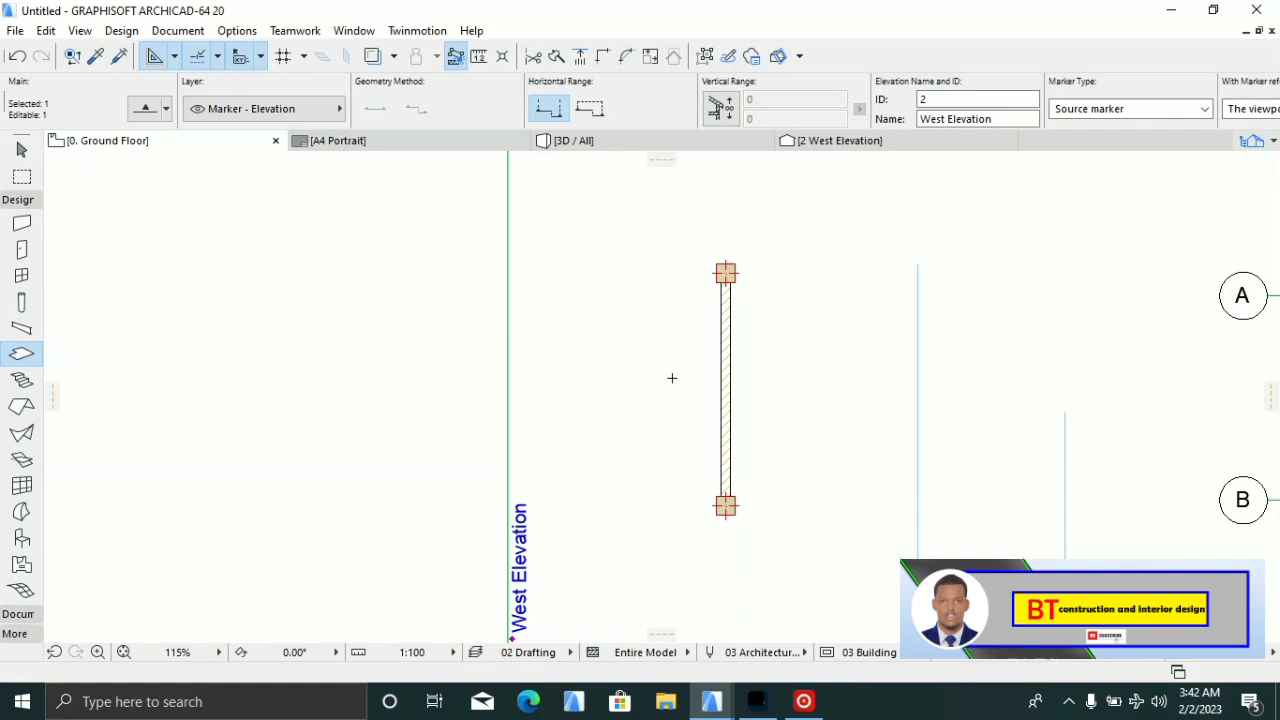 Untitled - GRAPHISOFT ARCHICAD-64 20
File Edit View Design Document Options Teamwork Window Twinmotion Help
Main:
Selected: 1
Editable: 1
Layer:
Marker - Elevation
Geometry Method:
Horizontal Range:
Vertical Range:
0
0
Elevation Name and ID:
ID: 2
Name: West Elevation
Marker Type:
Source marker
With Marker refer
The viewpo
[0. Ground Floor]
[A4 Portrait]
[3D / All]
[2 West Elevation]
Design
A
B
West Elevation
BT construction and interior design
SUBSCRIBE
Docum
More
115%
0.00°
1:100
02 Drafting
Entire Model
03 Architectur...
03 Building
Type here to search
3:42 AM
2/2/2023
5